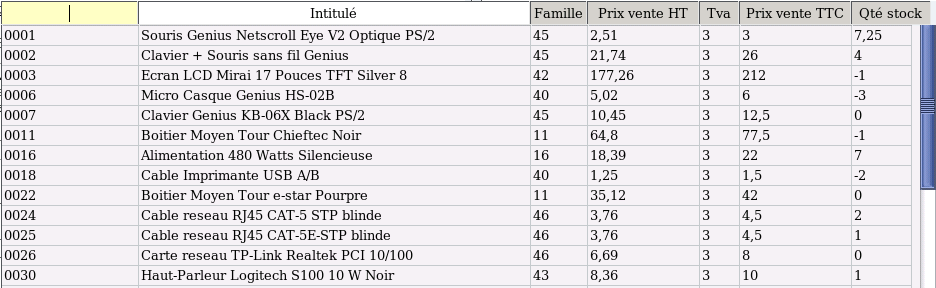 Intitulé Famille Prix vente HT Tva Prix vente TTC Qté stock
0001 Souris Genius Netscroll Eye V2 Optique PS/2 45 2,51 3 3 7,25
0002 Clavier + Souris sans fil Genius 45 21,74 3 26 4
0003 Ecran LCD Mirai 17 Pouces TFT Silver 8 42 177,26 3 212 -1
0006 Micro Casque Genius HS-02B 40 5,02 3 6 -3
0007 Clavier Genius KB-06X Black PS/2 45 10,45 3 12,5 0
0011 Boitier Moyen Tour Chieftec Noir 11 64,8 3 77,5 -1
0016 Alimentation 480 Watts Silencieuse 16 18,39 3 22 7
0018 Cable Imprimante USB A/B 40 1,25 3 1,5 -2
0022 Boitier Moyen Tour e-star Pourpre 11 35,12 3 42 0
0024 Cable reseau RJ45 CAT-5 STP blinde 46 3,76 3 4,5 2
0025 Cable reseau RJ45 CAT-5E-STP blinde 46 3,76 3 4,5 1
0026 Carte reseau TP-Link Realtek PCI 10/100 46 6,69 3 8 0
0030 Haut-Parleur Logitech S100 10 W Noir 43 8,36 3 10 1